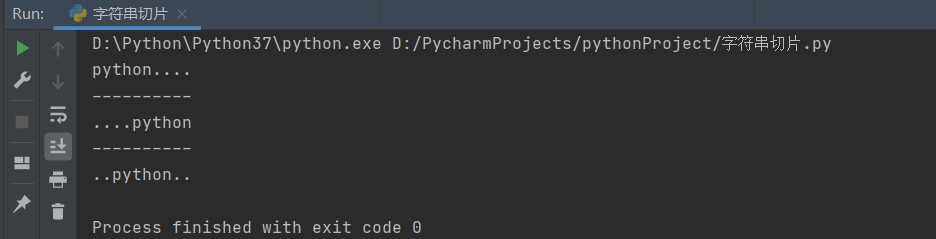 Run: 字符串切片
D:\Python\Python37\python.exe D:/PycharmProjects/pythonProject/字符串切片.py
python....
----------
....python
----------
..python..
Process finished with exit code 0